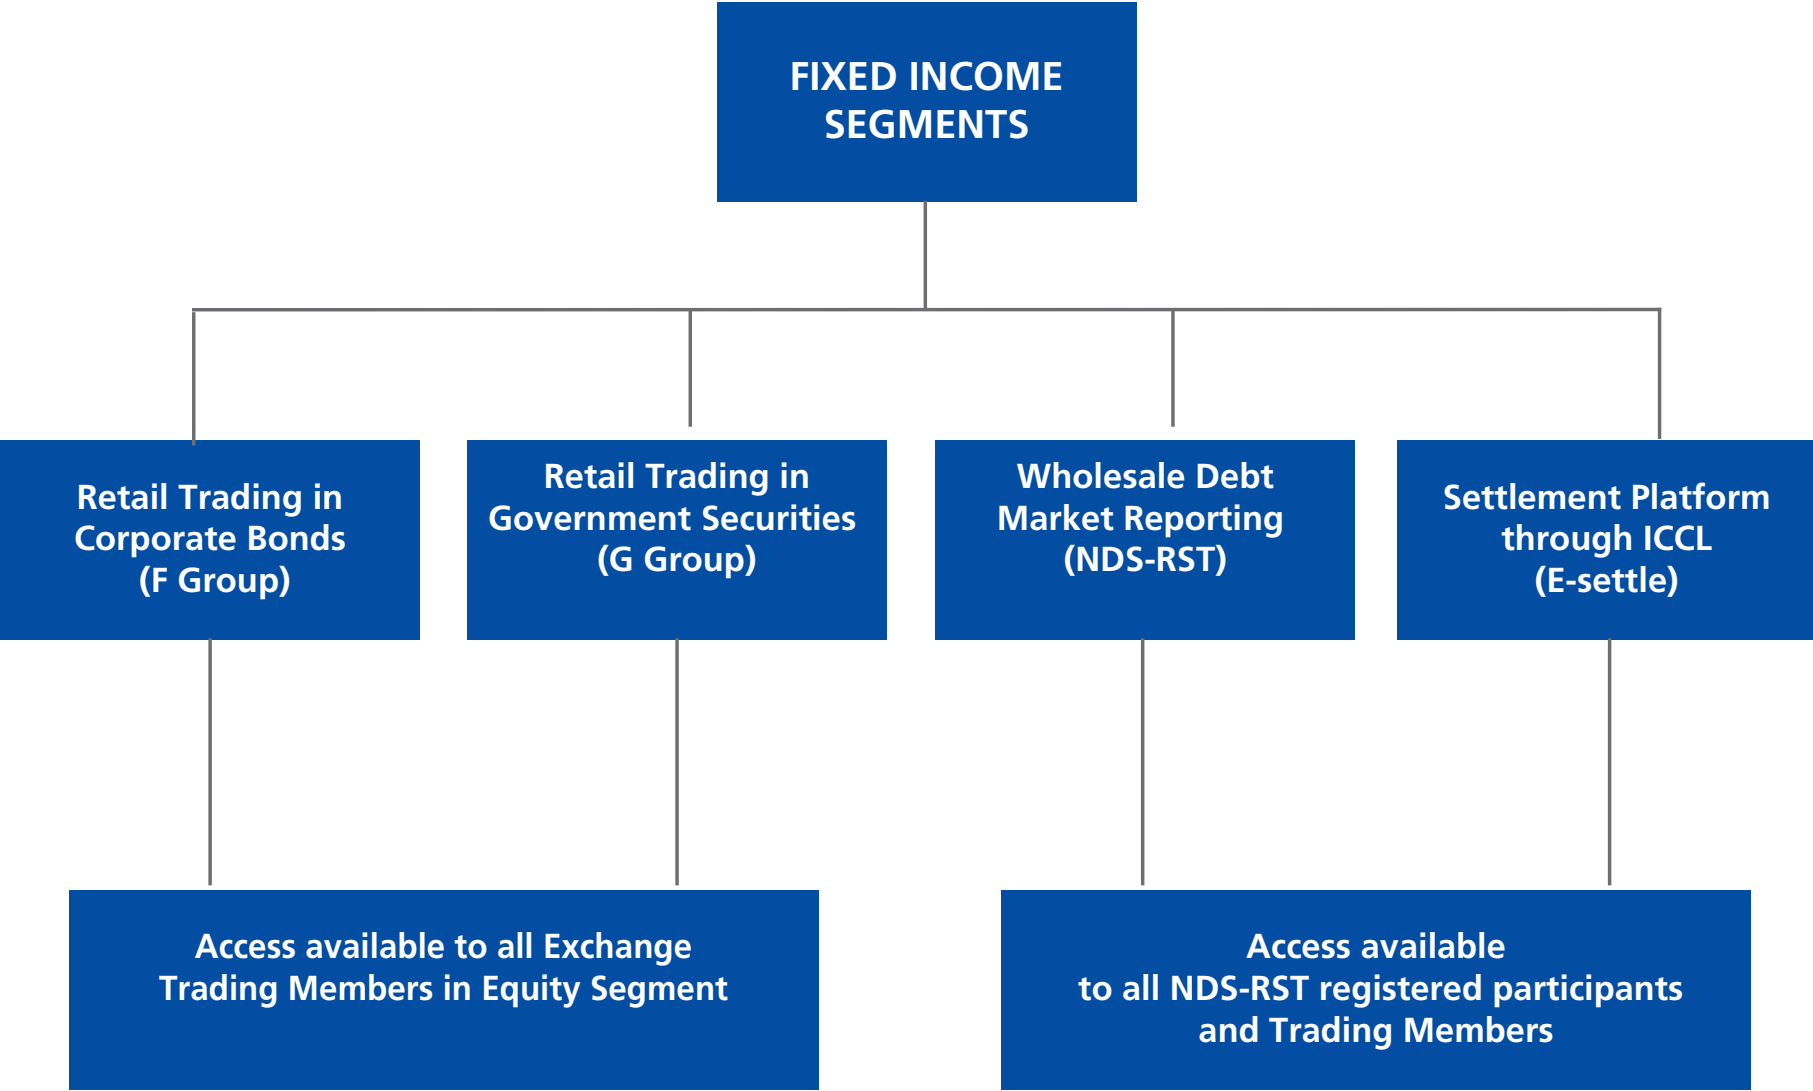 FIXED INCOME
SEGMENTS
Retail Trading in
Corporate Bonds
(F Group)
Retail Trading in
Government Securities
(G Group)
Wholesale Debt
Market Reporting
(NDS-RST)
Settlement Platform
through ICCL
(E-settle)
Access available to all Exchange
Trading Members in Equity Segment
Access available
to all NDS-RST registered participants
and Trading Members